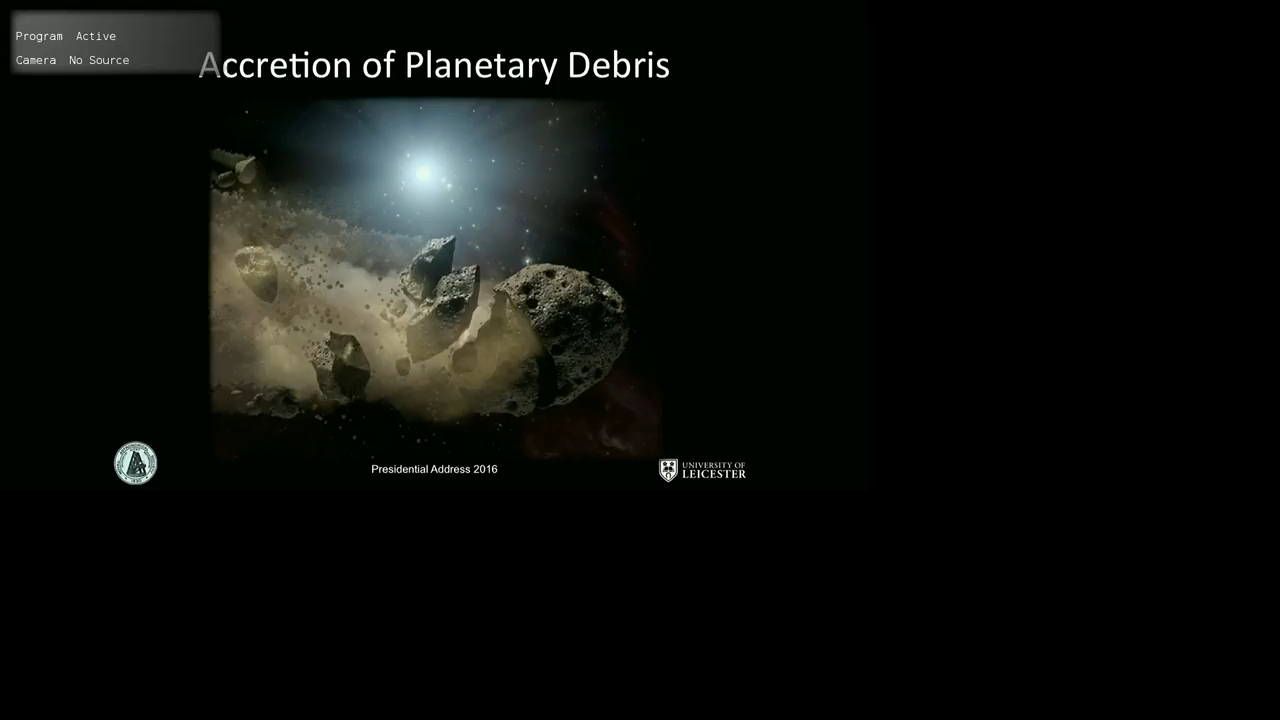 Program Active
Camera No Source
Accretion of Planetary Debris
Presidential Address 2016
UNIVERSITY OF
LEICESTER